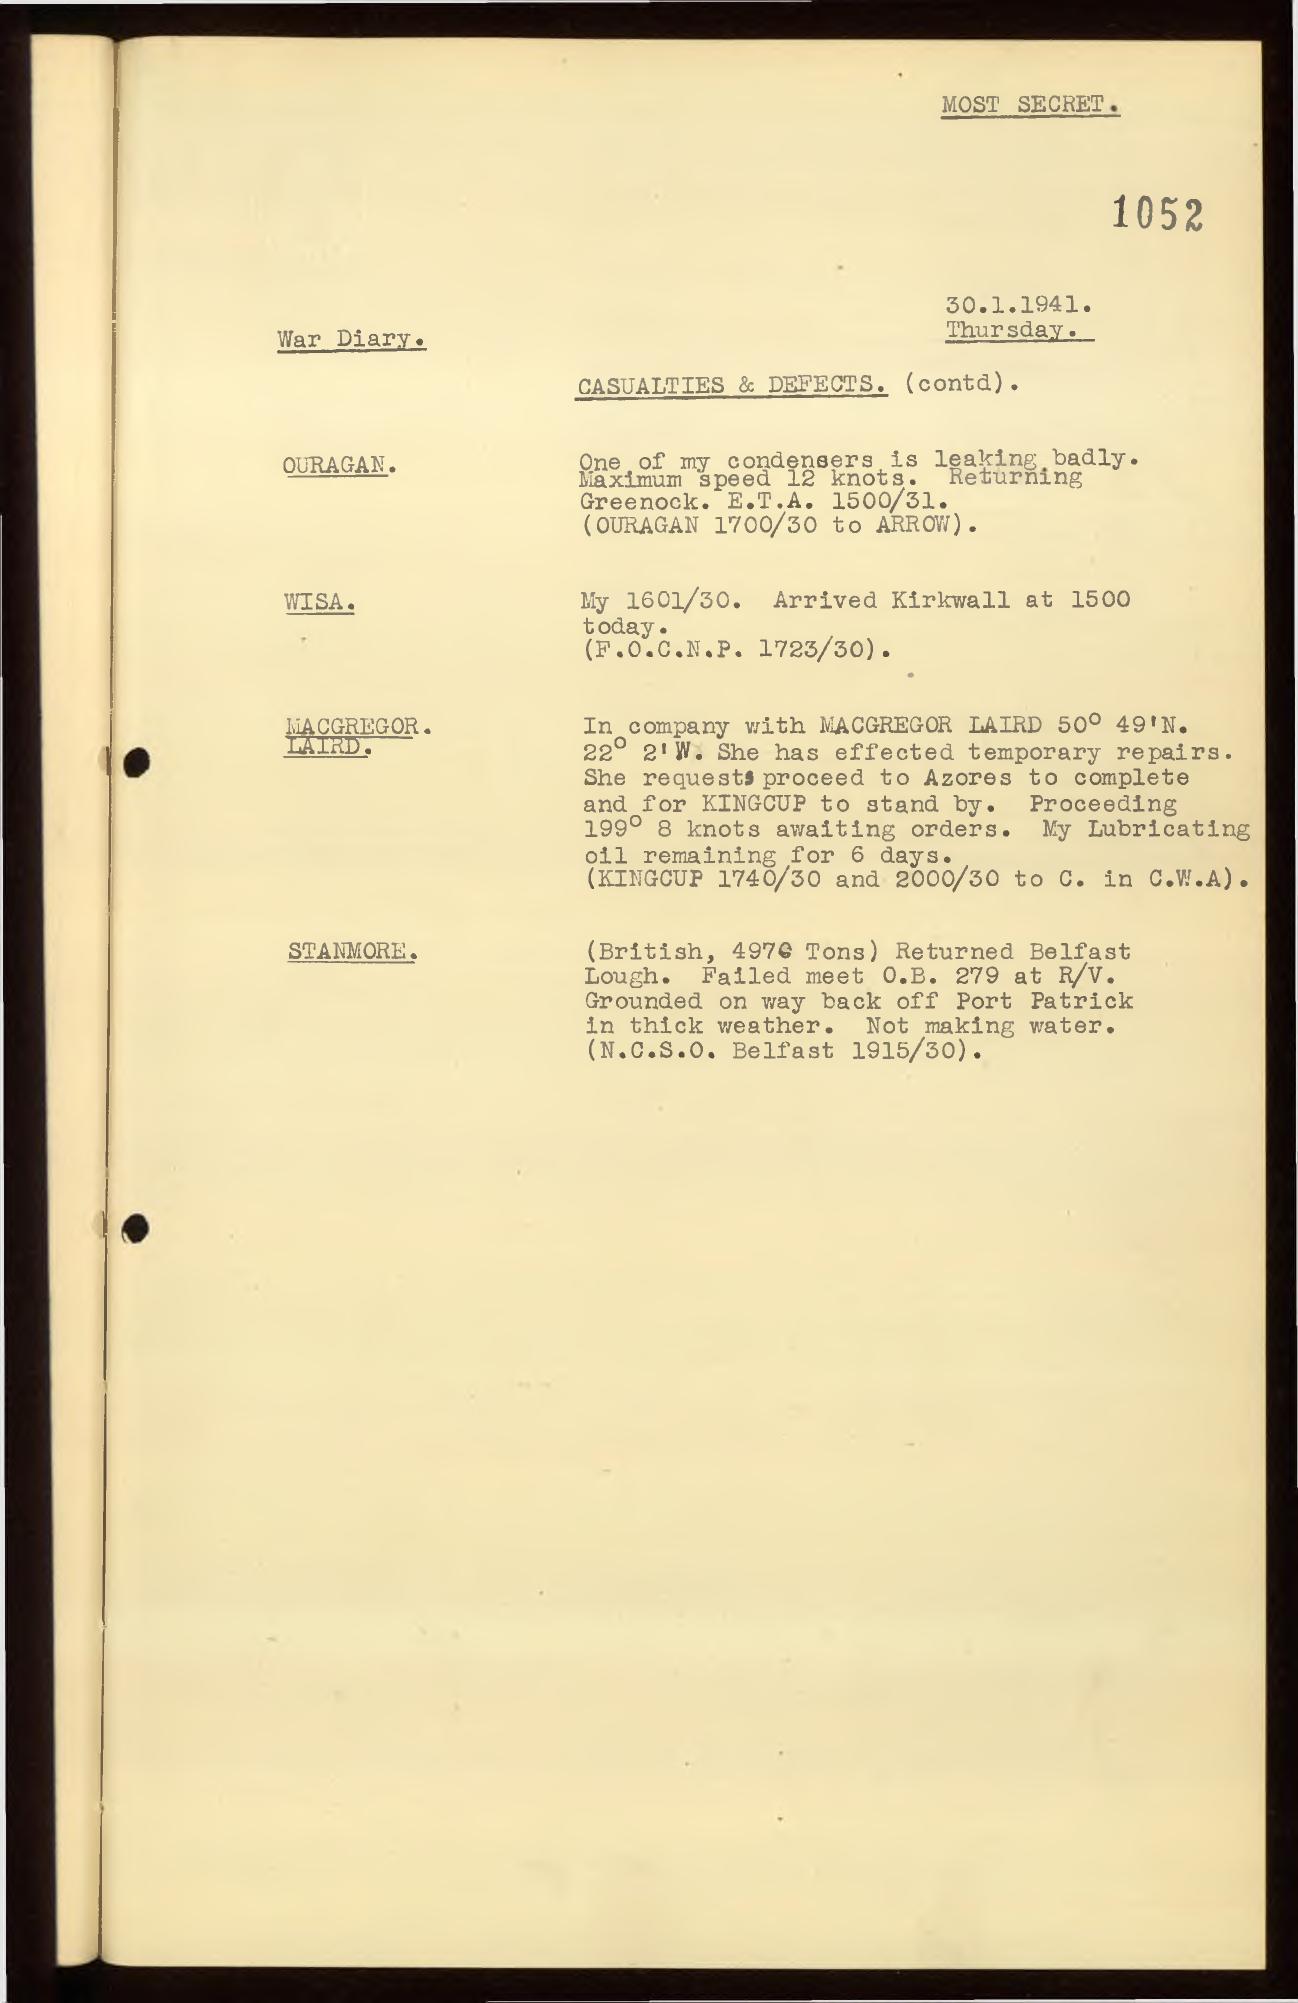 MOST SECRET.
1052
30.1.1941.
War Diary.
Thursday.
CASUALTIES & DEFECTS. (contd).
OURAGAN.
One of my condensers is leaking badly.
Maximum speed 12 knots. Returning
Greenock. E.T.A. 1500/31.
(OURAGAN 1700/30 to ARROW).
WISA.
My 1601/30. Arrived Kirkwall at 1500
today.
(F.O.C.N.P. 1723/30).
MACGREGOR.
LAIRD.
In company with MACGREGOR LAIRD 50° 49'N.
22° 2'W. She has effected temporary repairs.
She requests proceed to Azores to complete
and for KINGCUP to stand by. Proceeding
199° 8 knots awaiting orders. My Lubricating
oil remaining for 6 days.
(KINGCUP 1740/30 and 2000/30 to C. in C.W.A).
STANMORE.
(British, 4970 Tons) Returned Belfast
Lough. Failed meet O.B. 279 at R/V.
Grounded on way back off Port Patrick
in thick weather. Not making water.
(N.C.S.O. Belfast 1915/30).